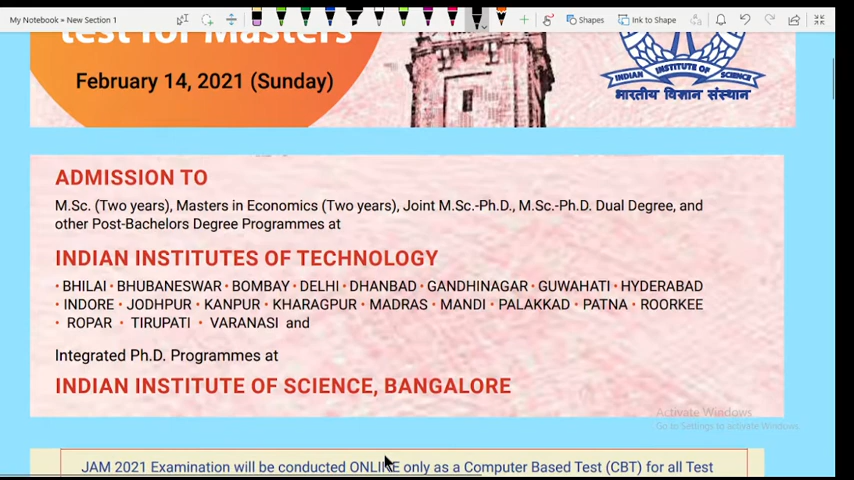 My Notebook » New Section 1
Shapes
Ink to Shape
test for Masters
February 14, 2021 (Sunday)
INDIAN INSTITUTE OF SCIENCE
भारतीय विज्ञान संस्थान
ADMISSION TO
M.Sc. (Two years), Masters in Economics (Two years), Joint M.Sc.-Ph.D., M.Sc.-Ph.D. Dual Degree, and
other Post-Bachelors Degree Programmes at
INDIAN INSTITUTES OF TECHNOLOGY
• BHILAI • BHUBANESWAR • BOMBAY • DELHI • DHANBAD • GANDHINAGAR • GUWAHATI • HYDERABAD
• INDORE • JODHPUR • KANPUR • KHARAGPUR • MADRAS • MANDI • PALAKKAD • PATNA • ROORKEE
• ROPAR • TIRUPATI • VARANASI and
Integrated Ph.D. Programmes at
INDIAN INSTITUTE OF SCIENCE, BANGALORE
Activate Windows
Go to Settings to activate Windows.
JAM 2021 Examination will be conducted ONLINE only as a Computer Based Test (CBT) for all Test